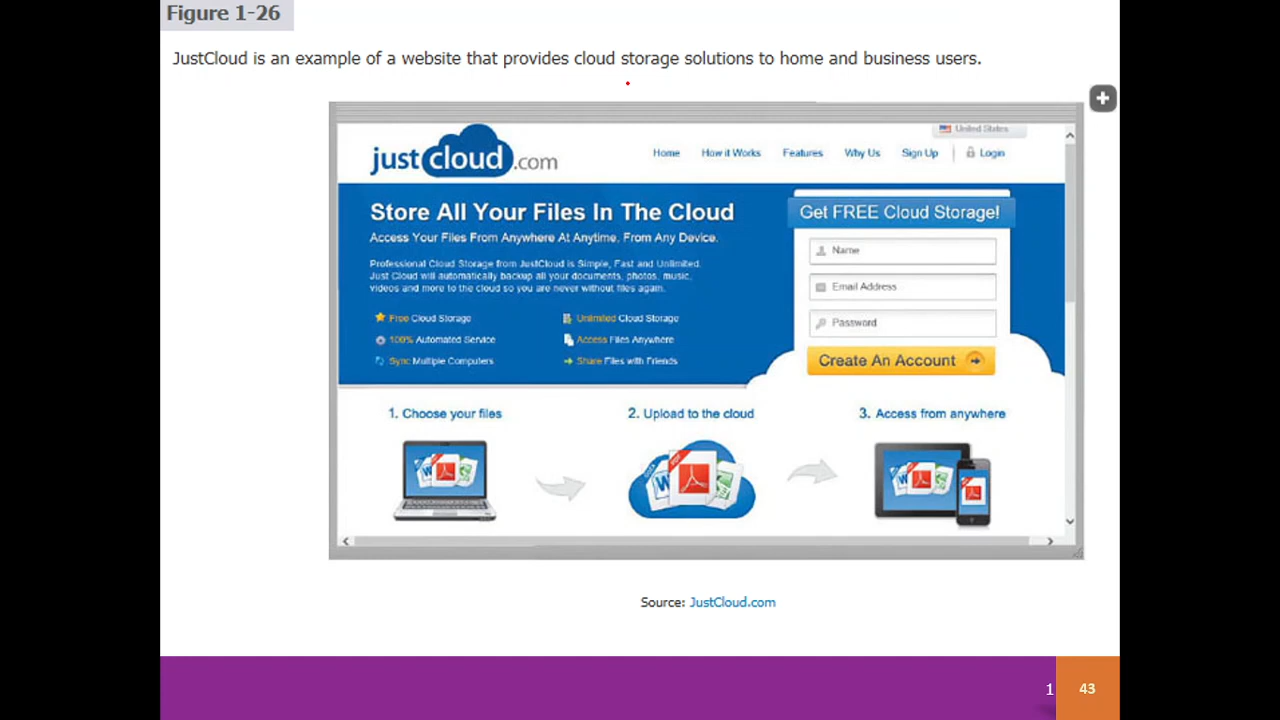 Figure 1-26
JustCloud is an example of a website that provides cloud storage solutions to home and business users.
United States
justcloud.com
Home How it Works Features Why Us Sign Up Login
Store All Your Files In The Cloud
Access Your Files From Anywhere At Anytime, From Any Device.
Professional Cloud Storage from JustCloud is Simple, Fast and Unlimited.
Just Cloud will automatically backup all your documents, photos, music,
videos and more to the cloud so you are never without files again.
Free Cloud Storage
Unlimited Cloud Storage
100% Automated Service
Access Files Anywhere
Sync Multiple Computers
Share Files with Friends
Get FREE Cloud Storage!
Name
Email Address
Password
Create An Account
1. Choose your files
2. Upload to the cloud
3. Access from anywhere
Source: JustCloud.com
1
43